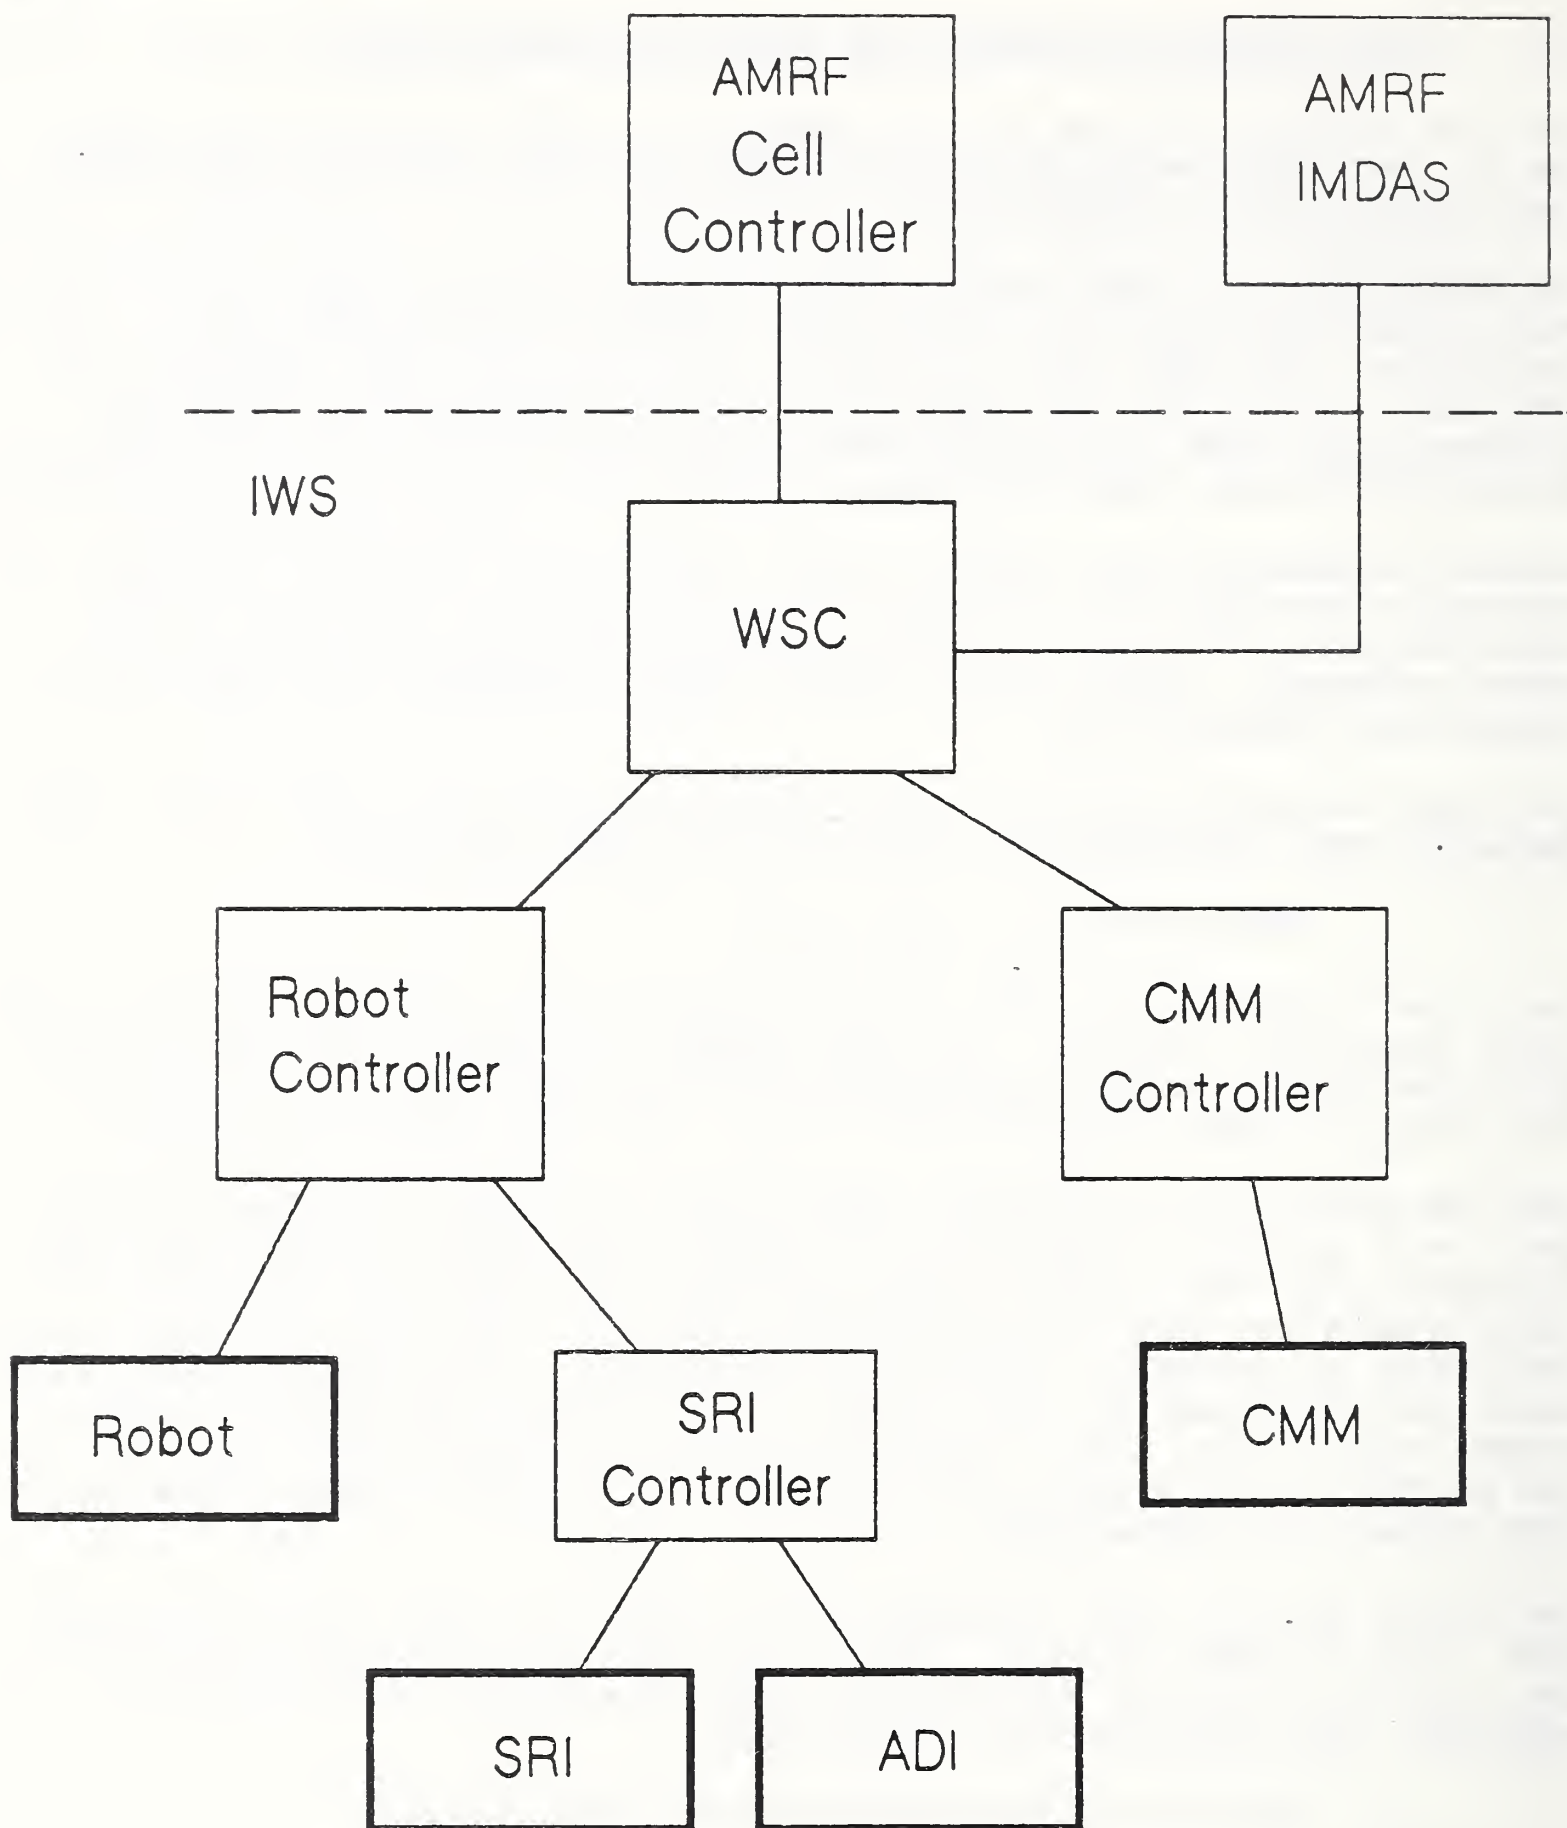 AMRF
Cell
Controller
AMRF
IMDAS
IWS
WSC
Robot
Controller
CMM
Controller
Robot
SRI
Controller
CMM
SRI
ADI